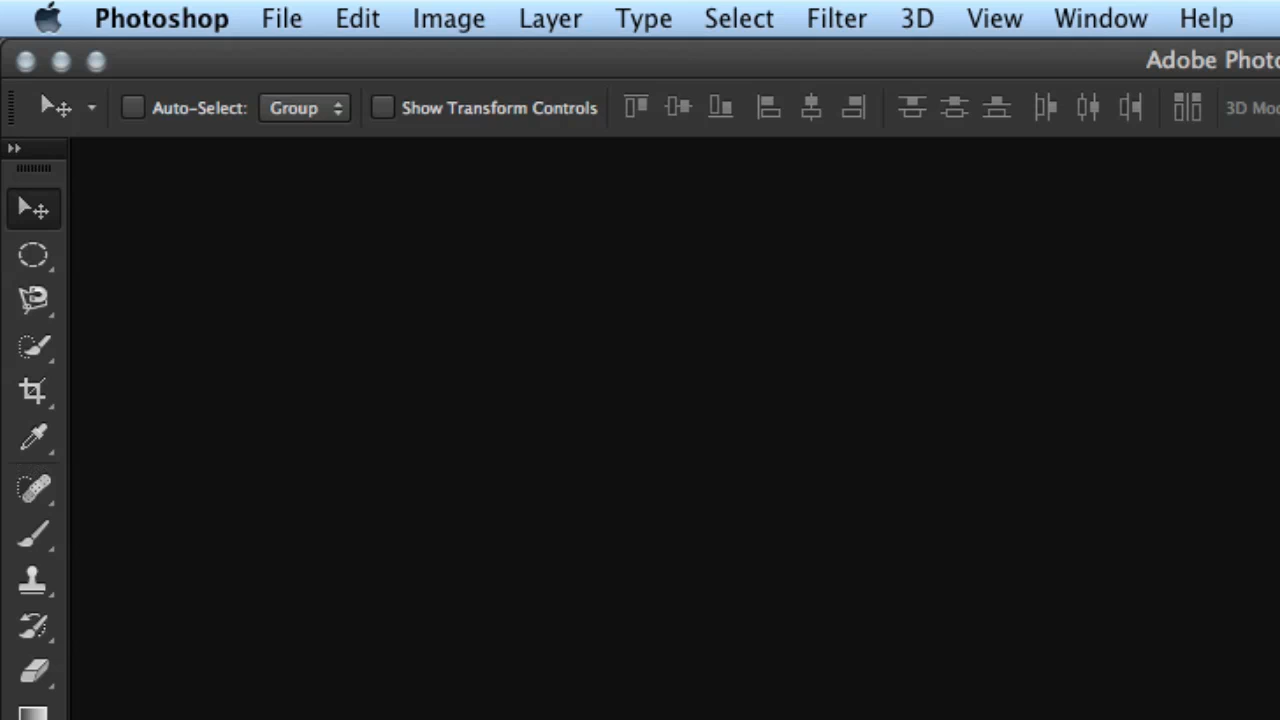 Photoshop File Edit Image Layer Type Select Filter 3D View Window Help
Adobe Photo
Auto-Select: Group Show Transform Controls 3D Mo